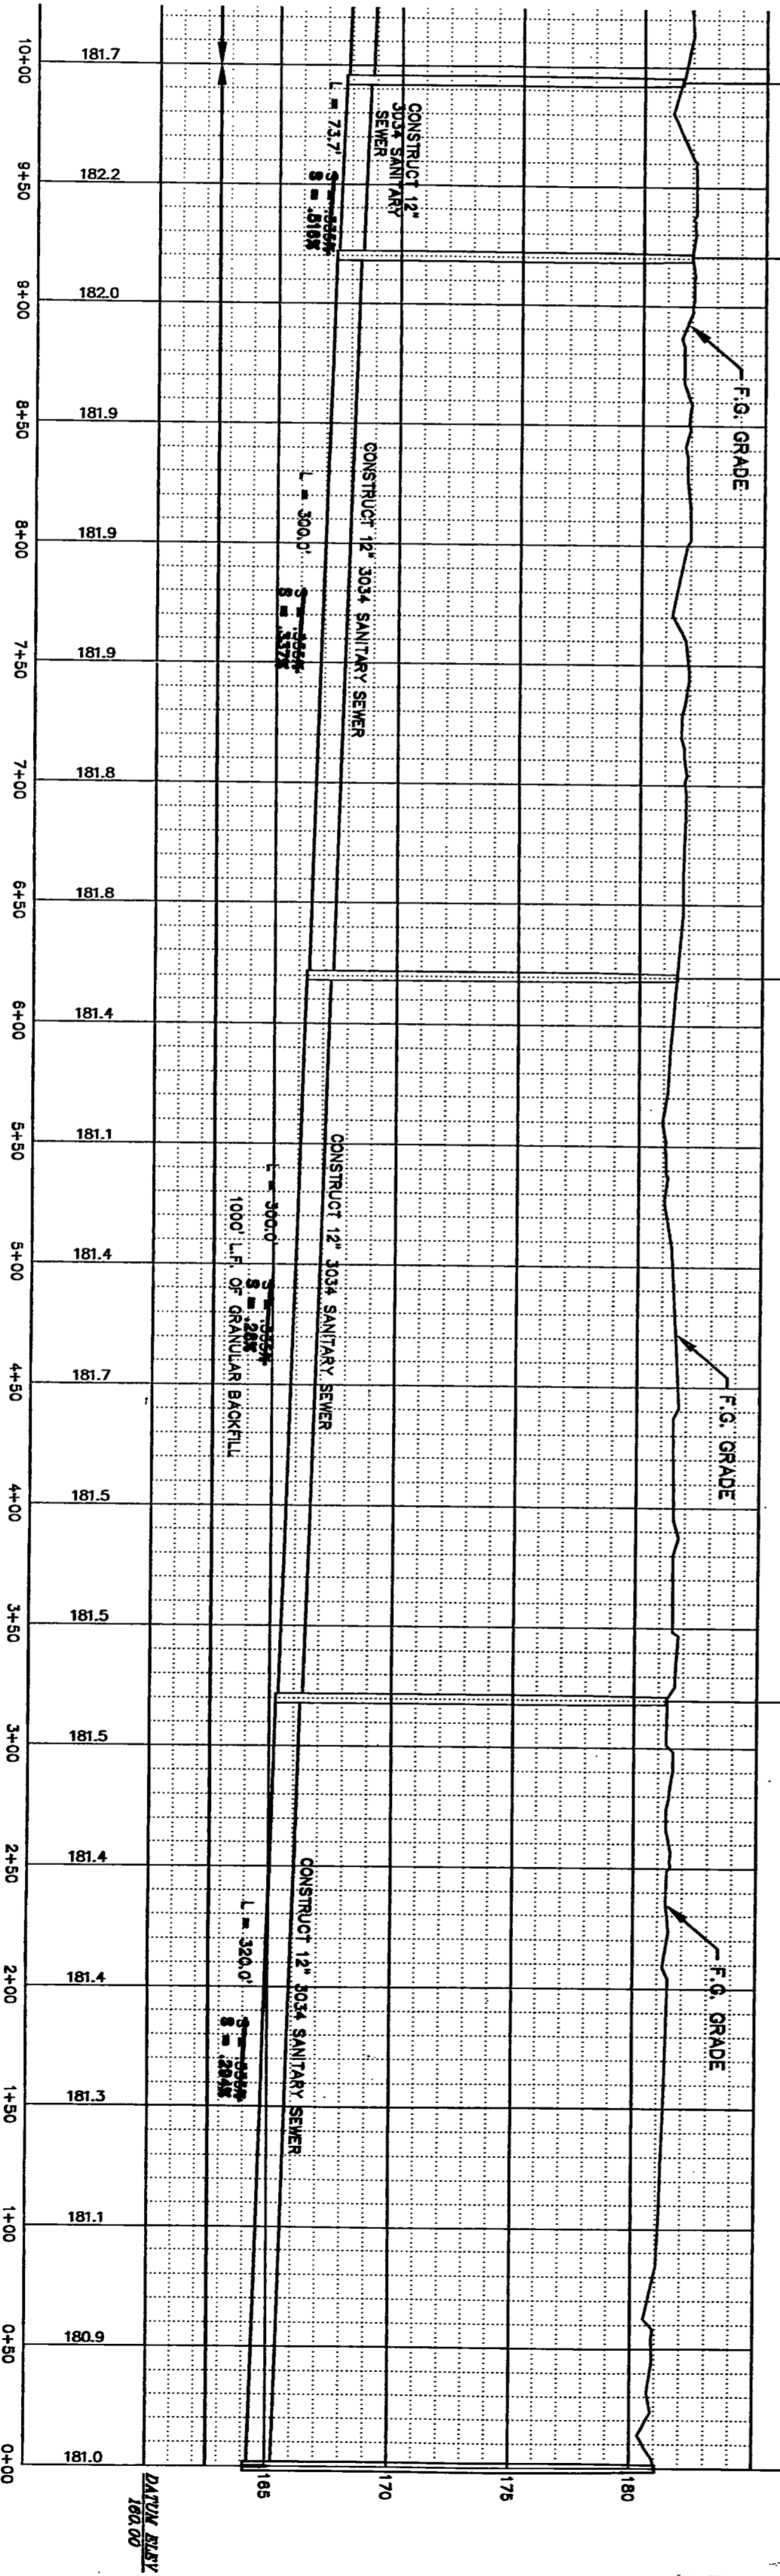 F.G. GRADE
F.G. GRADE
F.G. GRADE
CONSTRUCT 12"
3034 SANITARY
SEWER
L = 73.7'
S = .518%
CONSTRUCT 12" 3034 SANITARY SEWER
L = 300.0'
S = .337%
CONSTRUCT 12" 3034 SANITARY SEWER
L = 300.0'
S = .335%
S = .28%
1000' L.F. OF GRANULAR BACKFILL
CONSTRUCT 12" 3034 SANITARY SEWER
L = 320.0'
S = .294%
180
175
170
165
DATUM ELEV
160.00
181.7
182.2
182.0
181.9
181.9
181.9
181.8
181.8
181.4
181.1
181.4
181.7
181.5
181.5
181.5
181.4
181.4
181.3
181.1
180.9
181.0
10+00
9+50
9+00
8+50
8+00
7+50
7+00
6+50
6+00
5+50
5+00
4+50
4+00
3+50
3+00
2+50
2+00
1+50
1+00
0+50
0+00